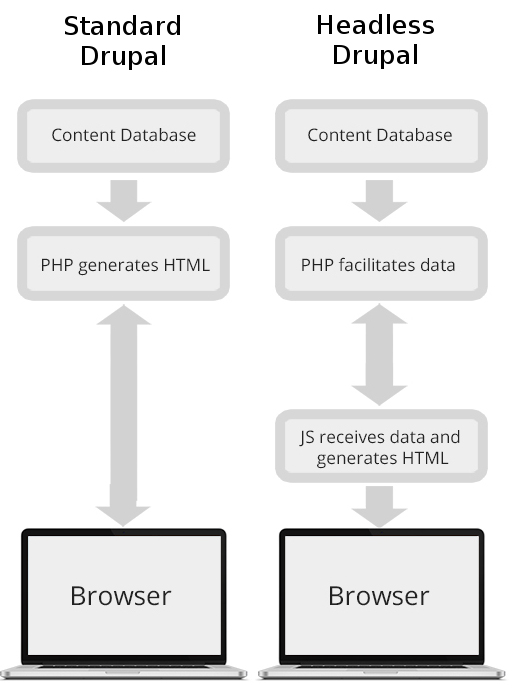 Standard
Drupal
Content Database
PHP generates HTML
Browser
Headless
Drupal
Content Database
PHP facilitates data
JS receives data and
generates HTML
Browser